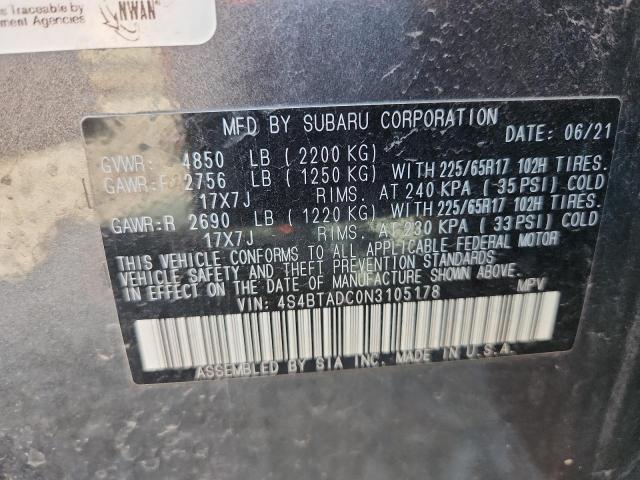 s Traceable by
ment Agencies
NWAN
MFD BY SUBARU CORPORATION
DATE: 06/21
GVWR: 4850 LB (2200 KG)
GAWR:F 2756 LB (1250 KG) WITH 225/65R17 102H TIRES.
17X7J RIMS. AT 240 KPA (35 PSI) COLD
GAWR:R 2690 LB (1220 KG) WITH 225/65R17 102H TIRES.
17X7J RIMS. AT 230 KPA (33 PSI) COLD
THIS VEHICLE CONFORMS TO ALL APPLICABLE FEDERAL MOTOR
VEHICLE SAFETY AND THEFT PREVENTION STANDARDS
IN EFFECT ON THE DATE OF MANUFACTURE SHOWN ABOVE.
VIN: 4S4BTADC0N3105178 MPV
ASSEMBLED BY SIA INC. MADE IN U.S.A.